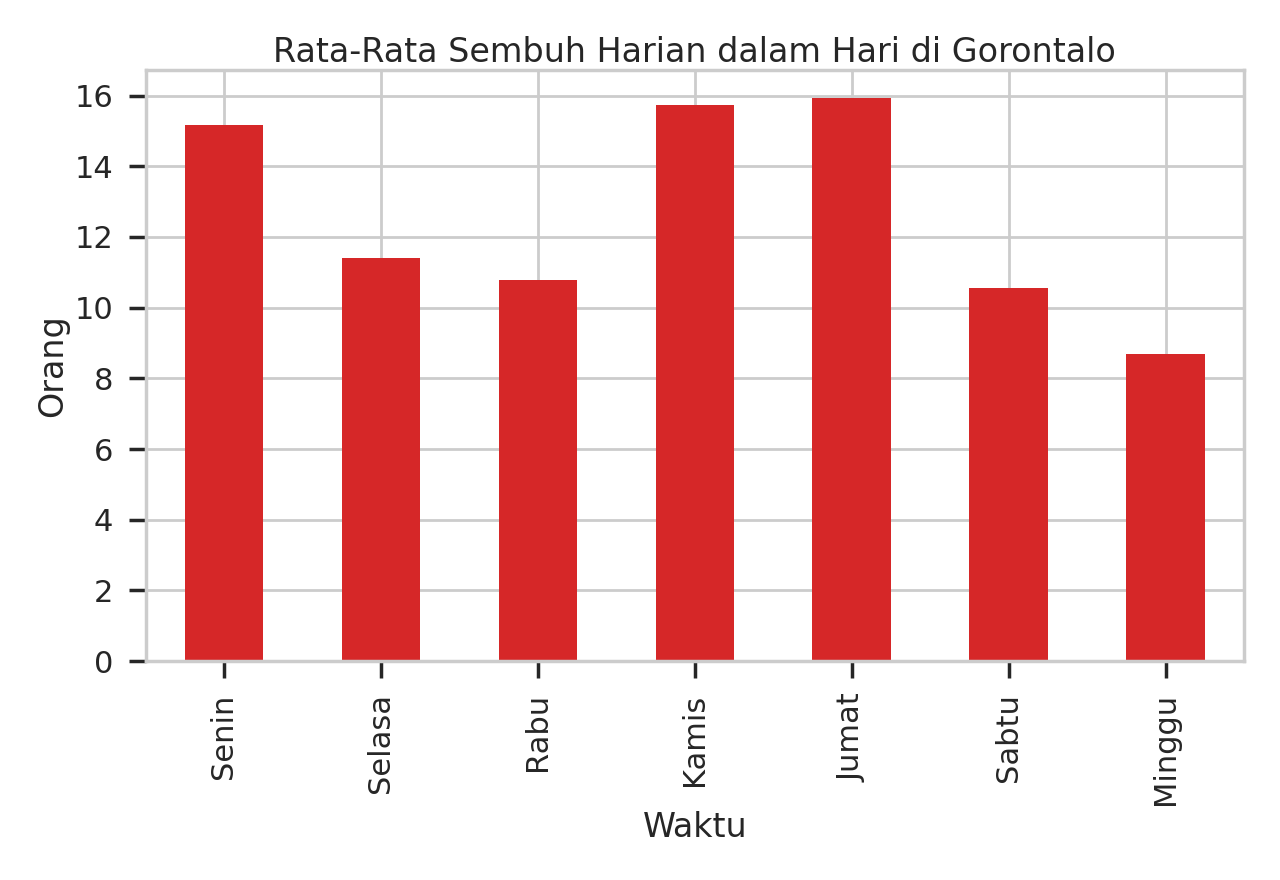 Rata-Rata Sembuh Harian dalam Hari di Gorontalo
16
14
12
10
8
6
4
2
0
Orang
Senin
Selasa
Rabu
Kamis
Jumat
Sabtu
Minggu
Waktu